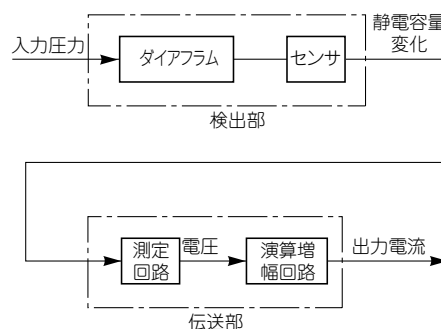 静電容量
変化
入力圧力
ダイアフラム
センサ
検出部
測定
回路
電圧
演算増
幅回路
出力電流
伝送部